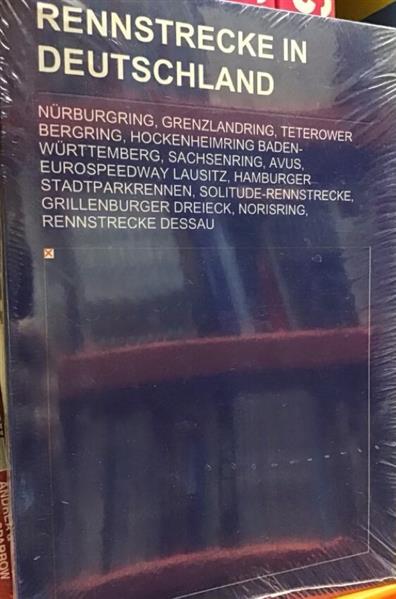 RENNSTRECKE IN
DEUTSCHLAND
NÜRBURGRING, GRENZLANDRING, TETEROWER
BERGRING, HOCKENHEIMRING BADEN-
WÜRTTEMBERG, SACHSENRING, AVUS,
EUROSPEEDWAY LAUSITZ, HAMBURGER
STADTPARKRENNEN, SOLITUDE-RENNSTRECKE,
GRILLENBURGER DREIECK, NORISRING,
RENNSTRECKE DESSAU